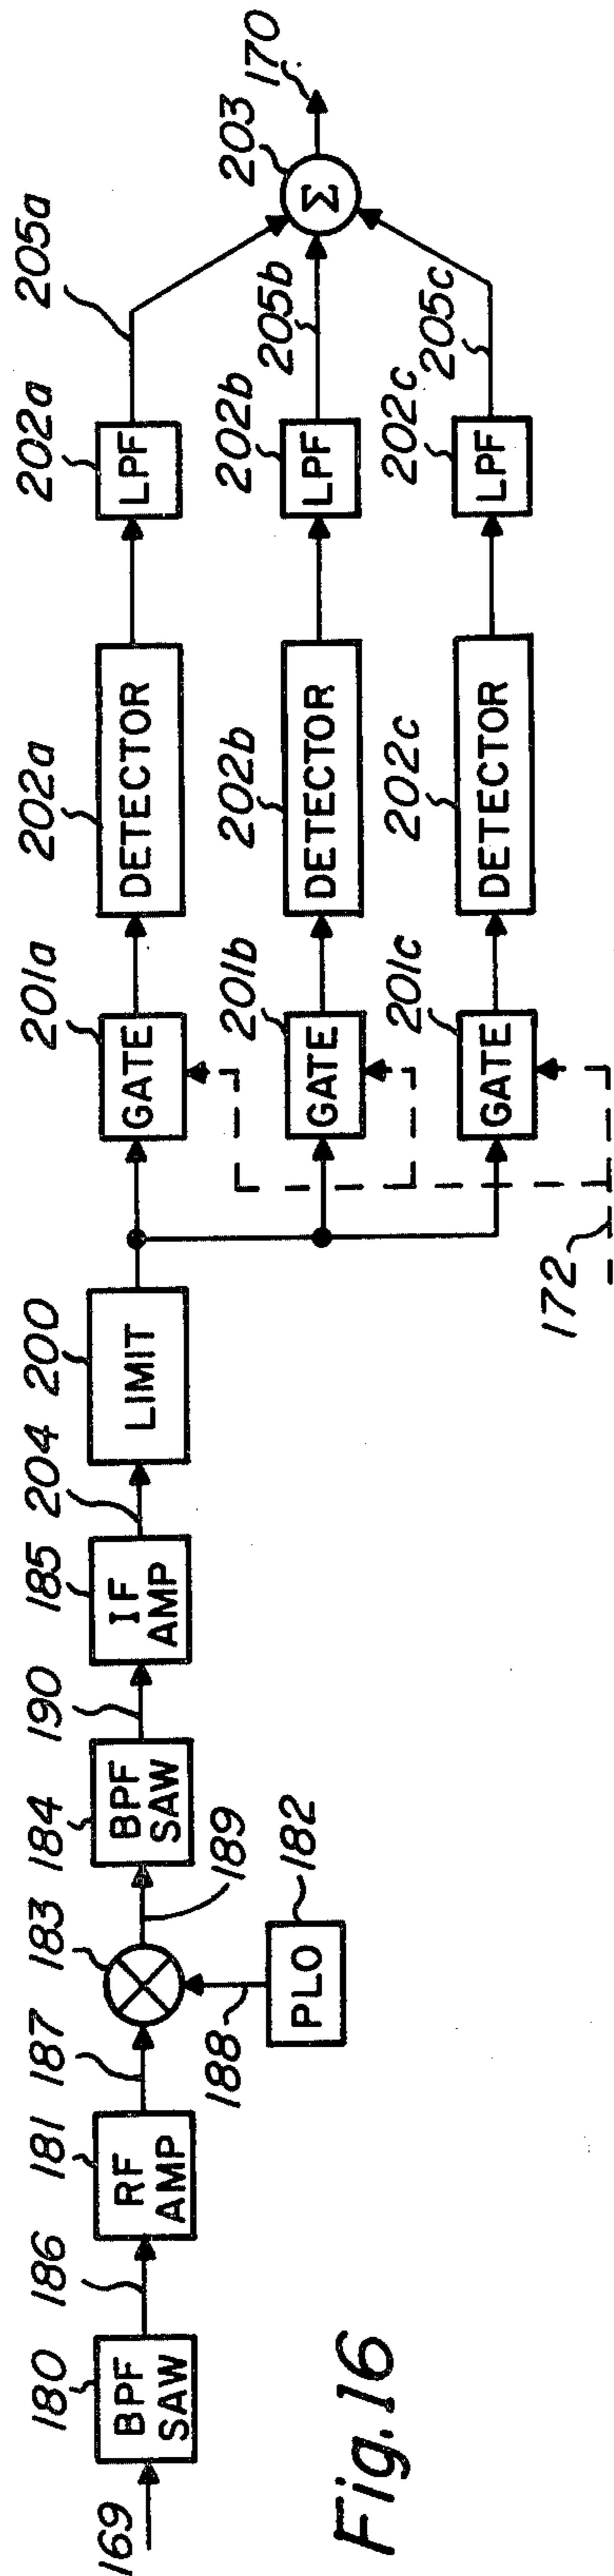 169
180
BPF
SAW
186
181
RF
AMP
187
183
188
182
PLO
189
184
BPF
SAW
190
185
IF
AMP
204
200
LIMIT
172
201a
GATE
202a
DETECTOR
202a
LPF
205a
201b
GATE
202b
DETECTOR
202b
LPF
205b
201c
GATE
202c
DETECTOR
202c
LPF
205c
203
Σ
170
Fig.16